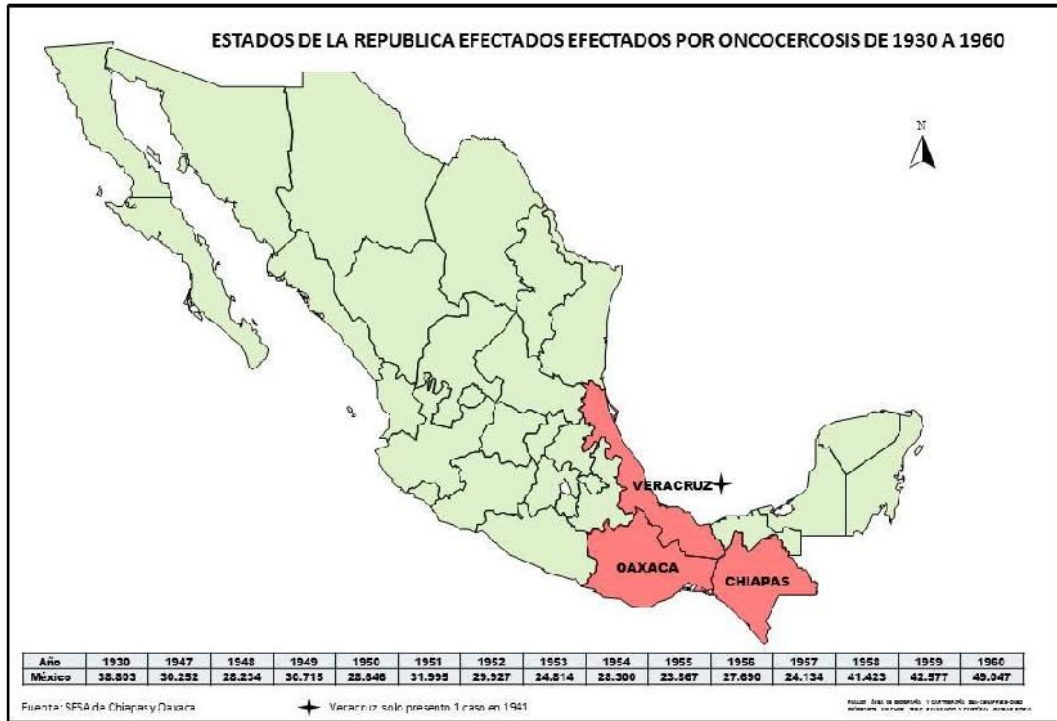 ESTADOS DE LA REPUBLICA EFECTADOS EFECTADOS POR ONCOCERCOSIS DE 1930 A 1960
N
VERACRUZ
OAXACA
CHIAPAS
Año 1930 1947 1948 1949 1950 1951 1952 1953 1954 1955 1956 1957 1958 1959 1960
México 38.803 30.252 28.234 30.715 28.646 31.995 29.927 24.814 28.300 23.867 27.690 24.134 41.423 42.577 49.047
Fuente: SESA de Chiapas y Oaxaca
Veracruz solo presento 1 caso en 1941